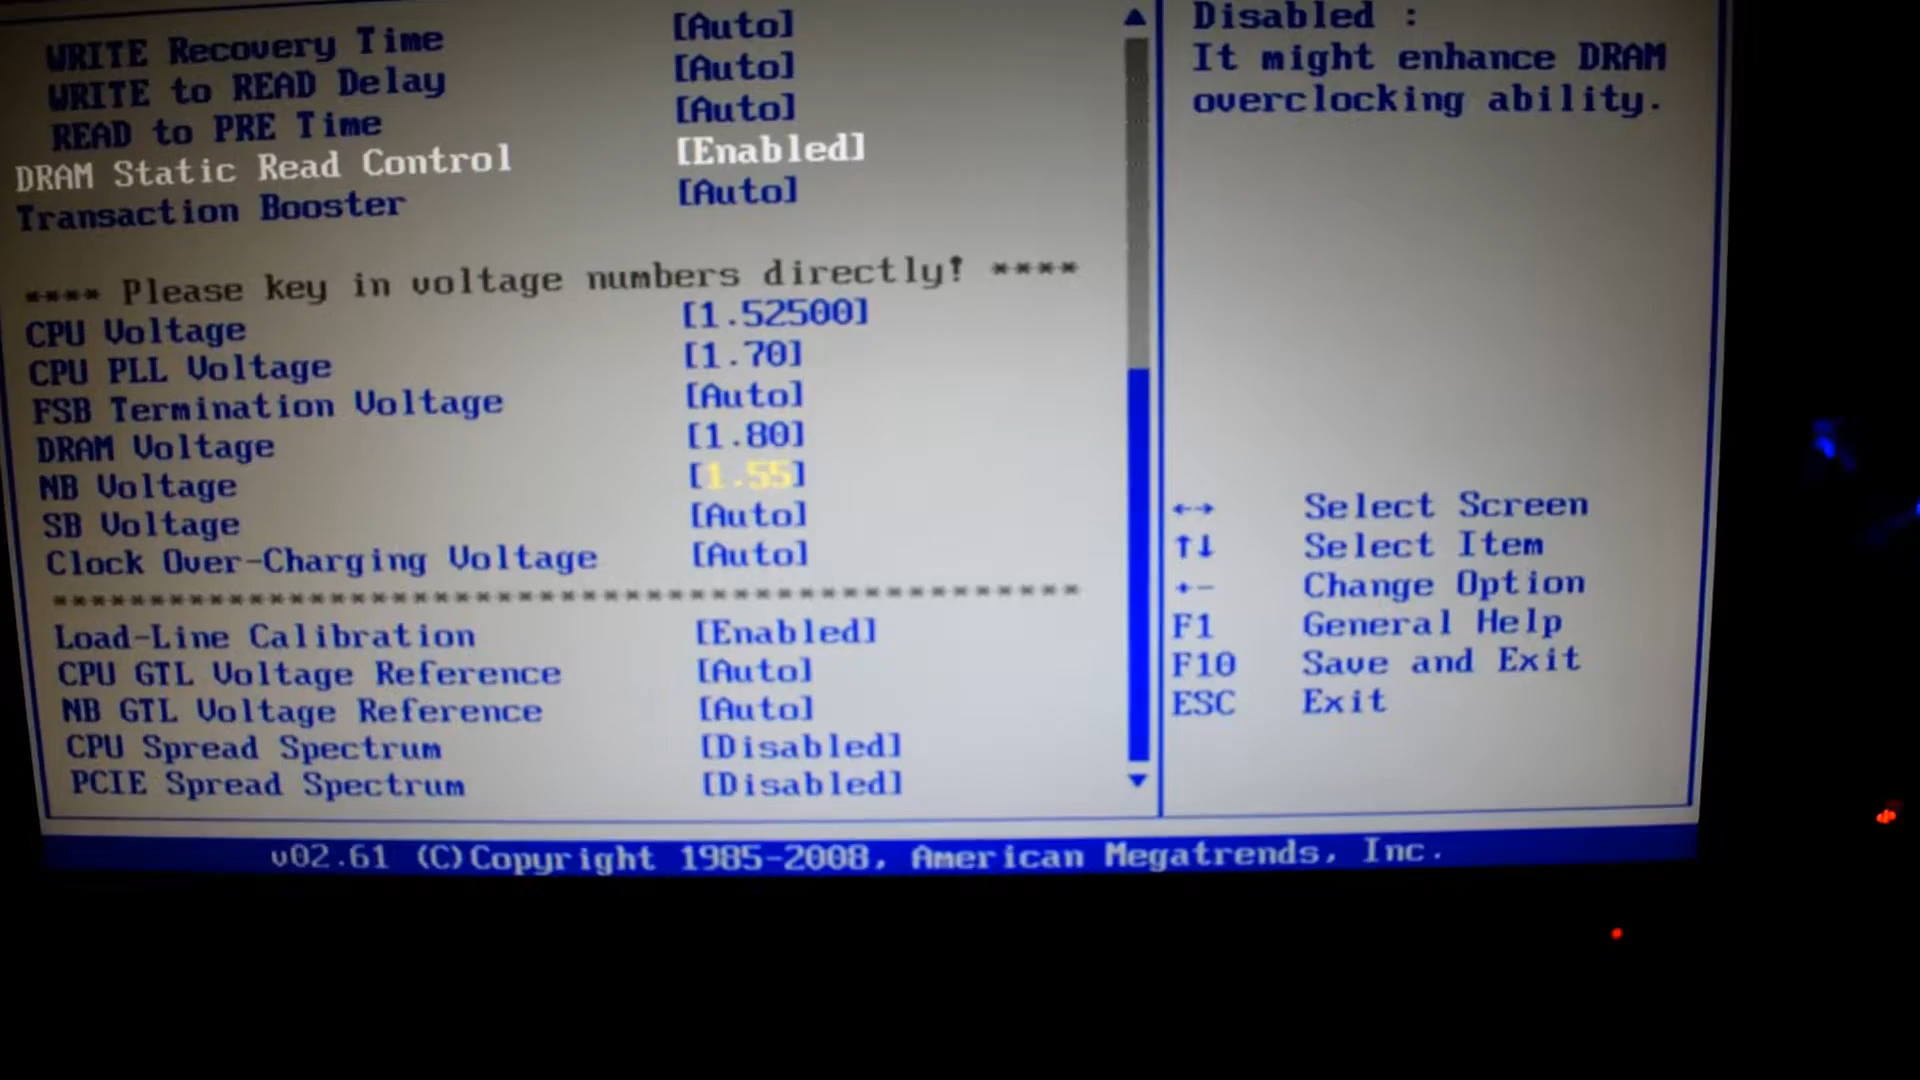 WRITE Recovery Time [Auto]
WRITE to READ Delay [Auto]
READ to PRE Time [Auto]
DRAM Static Read Control [Enabled]
Transaction Booster [Auto]
**** Please key in voltage numbers directly! ****
CPU Voltage [1.52500]
CPU PLL Voltage [1.70]
FSB Termination Voltage [Auto]
DRAM Voltage [1.80]
NB Voltage [1.55]
SB Voltage [Auto]
Clock Over-Charging Voltage [Auto]
*******************************************************
Load-Line Calibration [Enabled]
CPU GTL Voltage Reference [Auto]
NB GTL Voltage Reference [Auto]
CPU Spread Spectrum [Disabled]
PCIE Spread Spectrum [Disabled]
Disabled :
It might enhance DRAM
overclocking ability.
←→ Select Screen
↑↓ Select Item
+- Change Option
F1 General Help
F10 Save and Exit
ESC Exit
v02.61 (C)Copyright 1985-2008, American Megatrends, Inc.